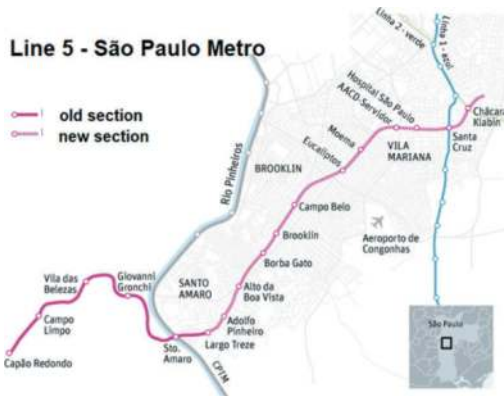 Line 5 - São Paulo Metro
old section
new section
Linha 2 - verde
Linha 1 - azul
Hospital São Paulo
AACD-Servidor
Chácara
Klabin
Santa
Cruz
Moema
VILA
MARIANA
Eucaliptos
Rio Pinheiros
BROOKLIN
Campo Belo
Brooklin
Aeroporto de
Congonhas
Borba Gato
Vila das
Belezas
Giovanni
Gronchi
SANTO
AMARO
Alto da
Boa Vista
Campo
Limpo
Adolfo
Pinheiro
Largo Treze
Sto.
Amaro
Capão Redondo
CPTM
São Paulo